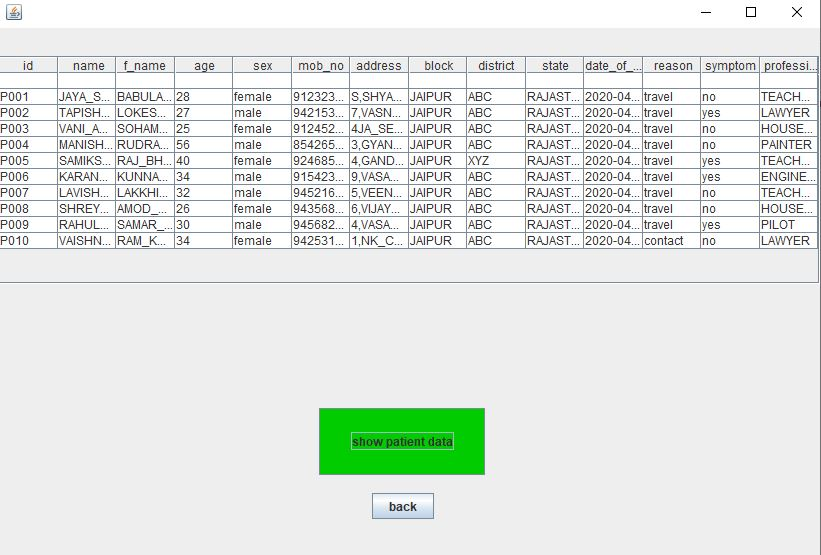 id name f_name age sex mob_no address block district state date_of_... reason symptom professi...
P001 JAYA_S... BABULA... 28 female 912323... S,SHYA... JAIPUR ABC RAJAST... 2020-04... travel no TEACH...
P002 TAPISH... LOKES... 27 male 942153... 7,VASN... JAIPUR ABC RAJAST... 2020-04... travel yes LAWYER
P003 VANI_A... SOHAM... 25 female 912452... 4JA_SE... JAIPUR ABC RAJAST... 2020-04... travel no HOUSE...
P004 MANISH... RUDRA... 56 male 854265... 3,GYAN... JAIPUR ABC RAJAST... 2020-04... travel no PAINTER
P005 SAMIKS... RAJ_BH... 40 female 924685... 4,GAND... JAIPUR XYZ RAJAST... 2020-04... travel yes TEACH...
P006 KARAN... KUNNA... 34 male 915423... 9,VASA... JAIPUR ABC RAJAST... 2020-04... travel yes ENGINE...
P007 LAVISH... LAKKHI... 32 male 945216... 5,VEEN... JAIPUR ABC RAJAST... 2020-04... travel no TEACH...
P008 SHREY... AMOD_... 26 female 943568... 6,VIJAY... JAIPUR ABC RAJAST... 2020-04... travel no HOUSE...
P009 RAHUL... SAMAR_... 30 male 945682... 4,VASA... JAIPUR ABC RAJAST... 2020-04... travel yes PILOT
P010 VAISHN... RAM_K... 34 female 942531... 1,NK_C... JAIPUR ABC RAJAST... 2020-04... contact no LAWYER
show patient data
back